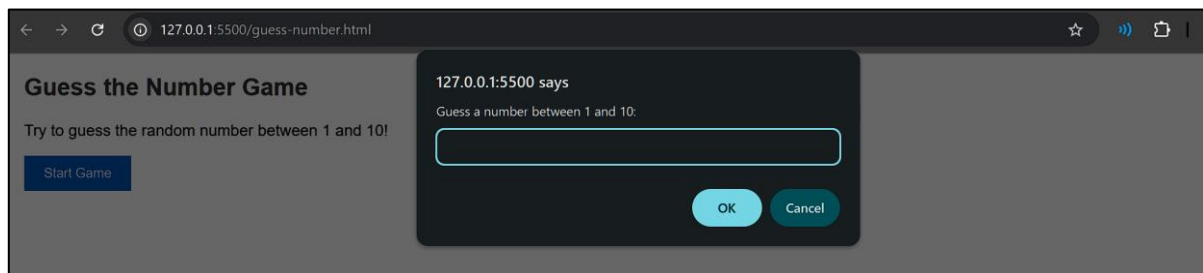 127.0.0.1:5500/guess-number.html
Guess the Number Game
Try to guess the random number between 1 and 10!
Start Game
127.0.0.1:5500 says
Guess a number between 1 and 10:
OK Cancel